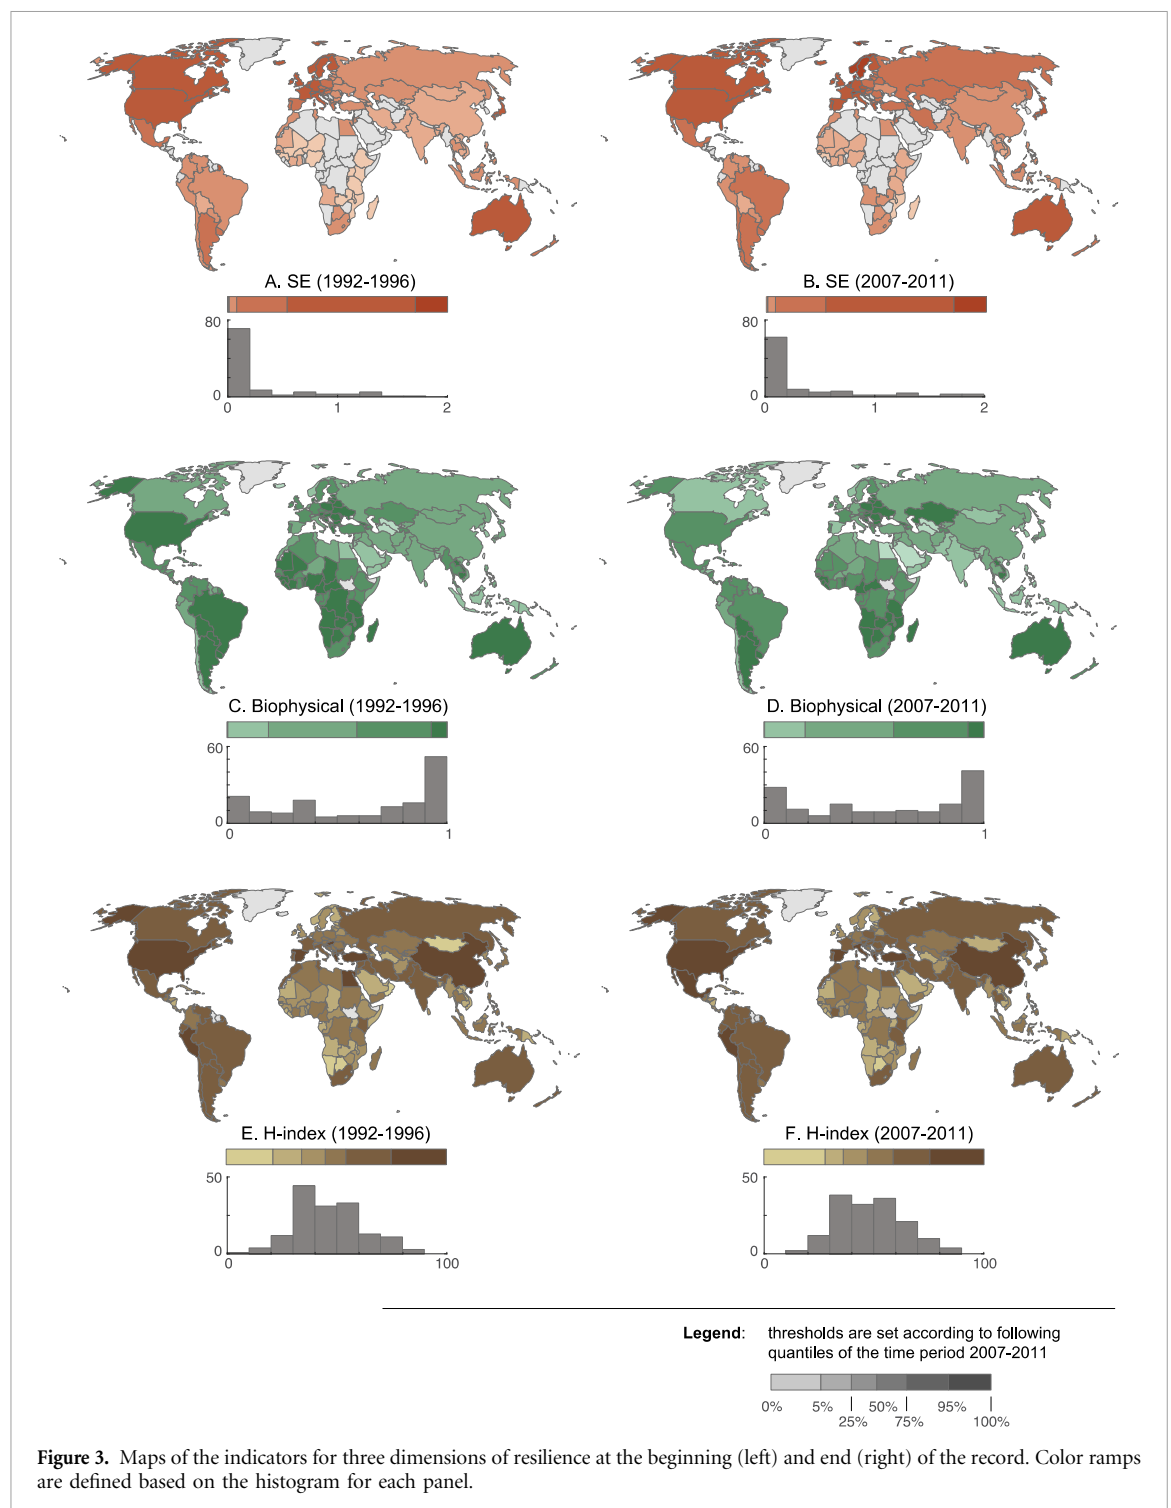 A. SE (1992-1996)
B. SE (2007-2011)
80
0
0 1 2
80
0
0 1 2
C. Biophysical (1992-1996)
D. Biophysical (2007-2011)
60
0
0 1
60
0
0 1
E. H-index (1992-1996)
F. H-index (2007-2011)
50
0
0 100
50
0
0 100
Legend: thresholds are set according to following
quantiles of the time period 2007-2011
0% 5% 50% 95%
25% 75% 100%
Figure 3. Maps of the indicators for three dimensions of resilience at the beginning (left) and end (right) of the record. Color ramps
are defined based on the histogram for each panel.